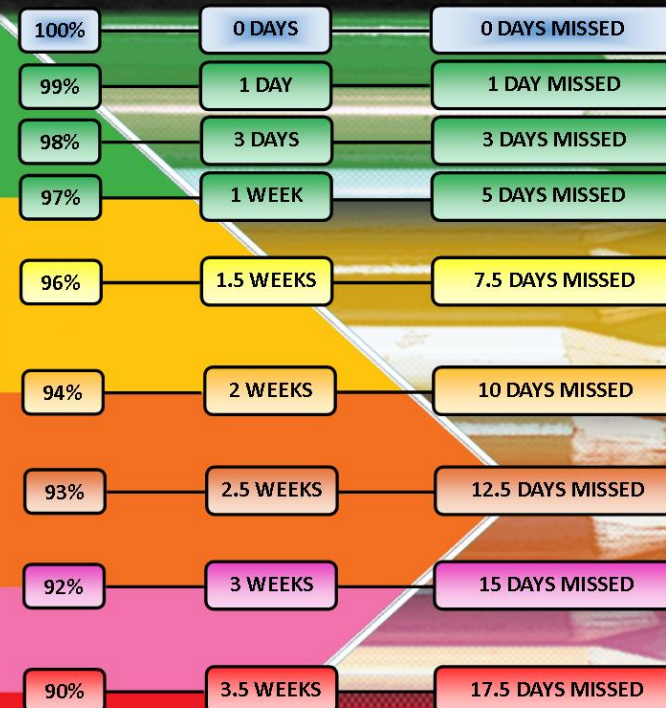 100% 0 DAYS 0 DAYS MISSED
99% 1 DAY 1 DAY MISSED
98% 3 DAYS 3 DAYS MISSED
97% 1 WEEK 5 DAYS MISSED
96% 1.5 WEEKS 7.5 DAYS MISSED
94% 2 WEEKS 10 DAYS MISSED
93% 2.5 WEEKS 12.5 DAYS MISSED
92% 3 WEEKS 15 DAYS MISSED
90% 3.5 WEEKS 17.5 DAYS MISSED